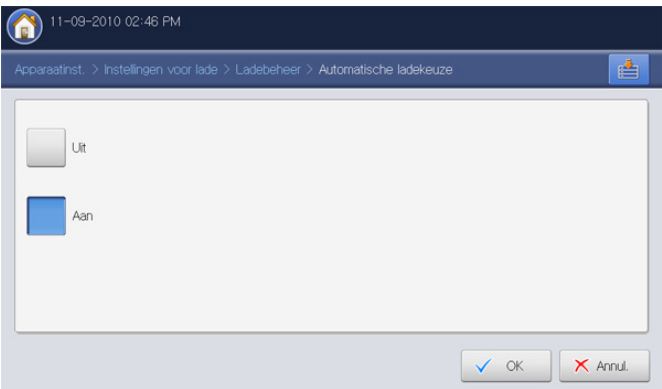 11-09-2010 02:46 PM
Apparaatinst. > Instellingen voor lade > Ladebeheer > Automatische ladekeuze
Uit
Aan
OK Annul.